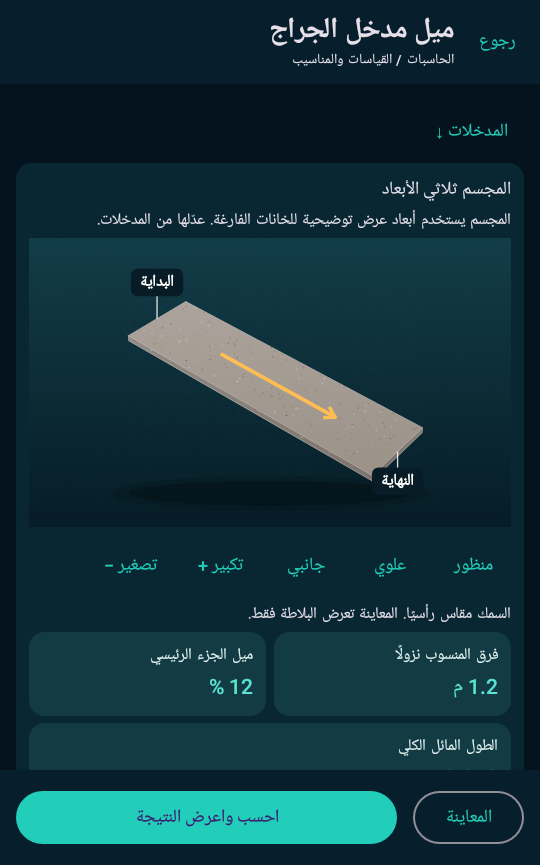 رجوع
ميل مدخل الجراج
الحاسبات / القياسات والمناسيب
المدخلات ↓
المجسم ثلاثي الأبعاد
المجسم يستخدم أبعاد عرض توضيحية للخانات الفارغة. عدّلها من المدخلات.
البداية
النهاية
منظور علوي جانبي تكبير + تصغير −
السمك مقاس رأسيًا. المعاينة تعرض البلاطة فقط.
فرق المنسوب نزولًا
1.2 م
ميل الجزء الرئيسي
12 %
الطول المائل الكلي
المعاينة
احسب واعرض النتيجة